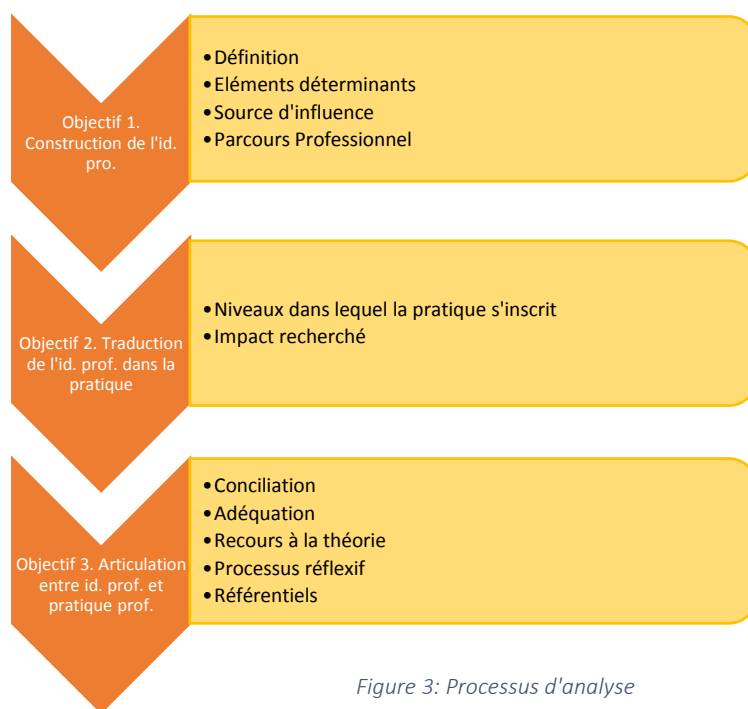 Objectif 1.
Construction de l'id.
pro.
•Définition
•Eléments déterminants
•Source d'influence
•Parcours Professionnel
Objectif 2. Traduction
de l'id. prof. dans la
pratique
•Niveaux dans lequel la pratique s'inscrit
•Impact recherché
Objectif 3. Articulation
entre id. prof. et
pratique prof.
•Conciliation
•Adéquation
•Recours à la théorie
•Processus réflexif
•Référentiels
Figure 3: Processus d'analyse